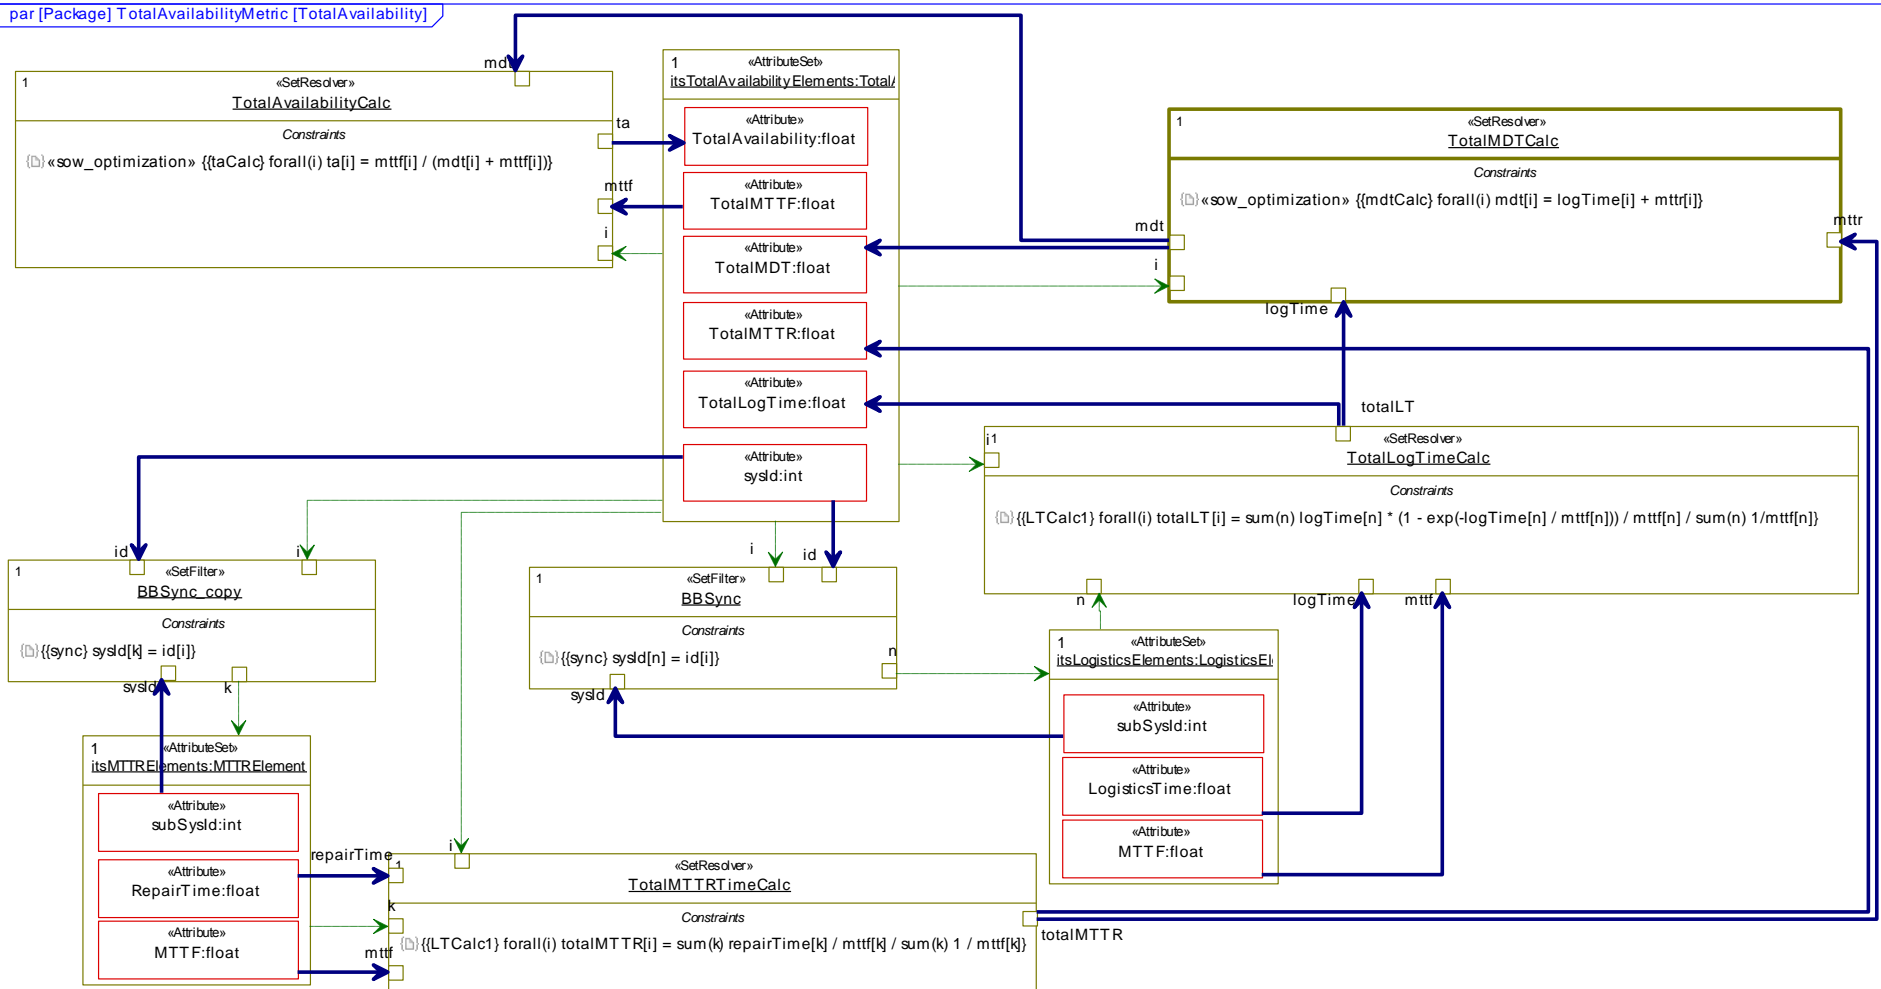 par [Package] TotalAvailabilityMetric [TotalAvailability]
mdt
1
«SetResolver»
TotalAvailabilityCalc
Constraints
«sow_optimization» {{taCalc} forall(i) ta[i] = mttf[i] / (mdt[i] + mttf[i])}
ta
mttf
i
1
«AttributeSet»
itsTotalAvailabilityElements:TotalA
«Attribute»
TotalAvailability:float
«Attribute»
TotalMTTF:float
«Attribute»
TotalMDT:float
«Attribute»
TotalMTTR:float
«Attribute»
TotalLogTime:float
«Attribute»
sysId:int
1
«SetResolver»
TotalMDTCalc
Constraints
«sow_optimization» {{mdtCalc} forall(i) mdt[i] = logTime[i] + mttr[i]}
mdt
i
logTime
mttr
totalLT
i
1
«SetResolver»
TotalLogTimeCalc
Constraints
{{LTCalc1} forall(i) totalLT[i] = sum(n) logTime[n] * (1 - exp(-logTime[n] / mttf[n])) / mttf[n] / sum(n) 1/mttf[n]}
n
logTime
mttf
id
i
1
«SetFilter»
BBSync_copy
Constraints
{{sync} sysId[k] = id[i]}
sysId
k
i
id
1
«SetFilter»
BBSync
Constraints
{{sync} sysId[n] = id[i]}
n
sysId
1
«AttributeSet»
itsLogisticsElements:LogisticsEl
«Attribute»
subSysId:int
«Attribute»
LogisticsTime:float
«Attribute»
MTTF:float
1
«AttributeSet»
itsMTTRElements:MTTRElement
«Attribute»
subSysId:int
«Attribute»
RepairTime:float
«Attribute»
MTTF:float
repairTime
k
mttf
i
1
«SetResolver»
TotalMTTRTimeCalc
Constraints
{{LTCalc1} forall(i) totalMTTR[i] = sum(k) repairTime[k] / mttf[k] / sum(k) 1 / mttf[k]}
totalMTTR